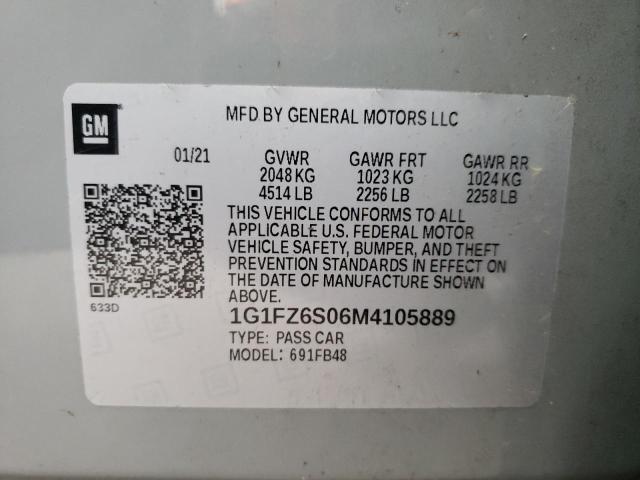 GM
MFD BY GENERAL MOTORS LLC
01/21 GVWR GAWR FRT GAWR RR
2048 KG 1023 KG 1024 KG
4514 LB 2256 LB 2258 LB
THIS VEHICLE CONFORMS TO ALL
APPLICABLE U.S. FEDERAL MOTOR
VEHICLE SAFETY, BUMPER, AND THEFT
PREVENTION STANDARDS IN EFFECT ON
THE DATE OF MANUFACTURE SHOWN
ABOVE.
633D
1G1FZ6S06M4105889
TYPE: PASS CAR
MODEL: 691FB48